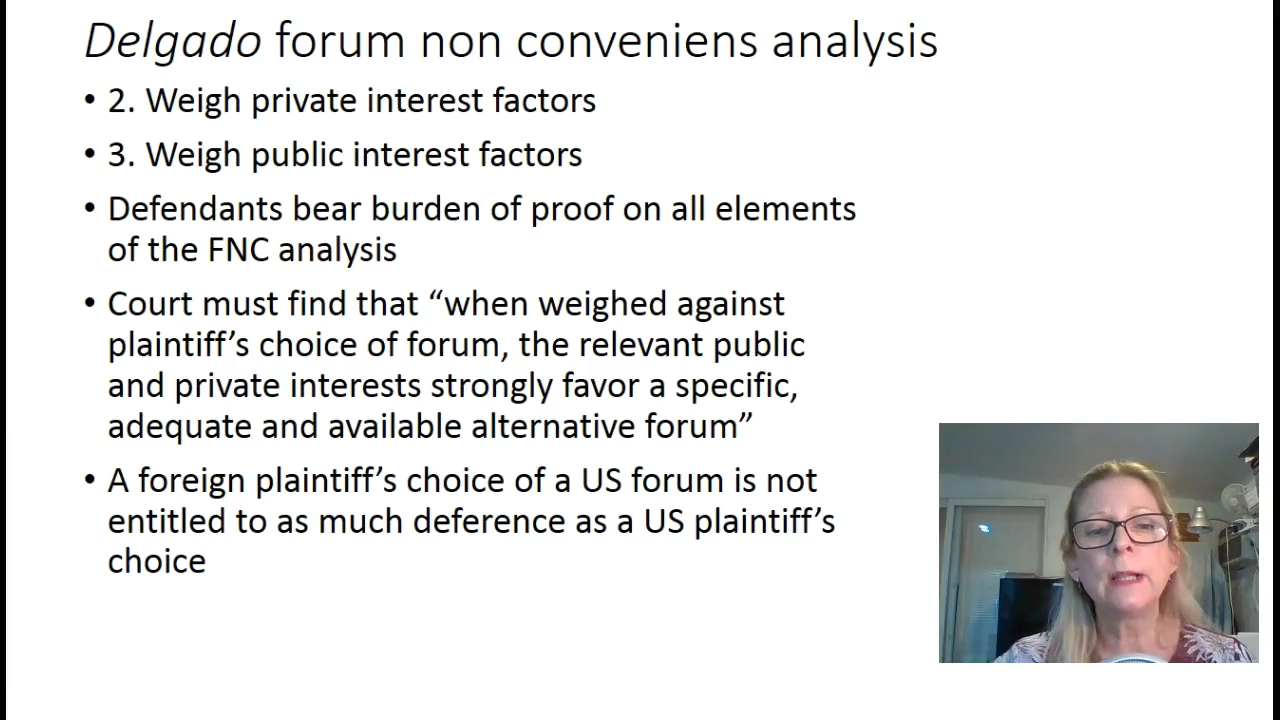 Delgado forum non conveniens analysis
• 2. Weigh private interest factors
• 3. Weigh public interest factors
• Defendants bear burden of proof on all elements
of the FNC analysis
• Court must find that “when weighed against
plaintiff’s choice of forum, the relevant public
and private interests strongly favor a specific,
adequate and available alternative forum”
• A foreign plaintiff’s choice of a US forum is not
entitled to as much deference as a US plaintiff’s
choice